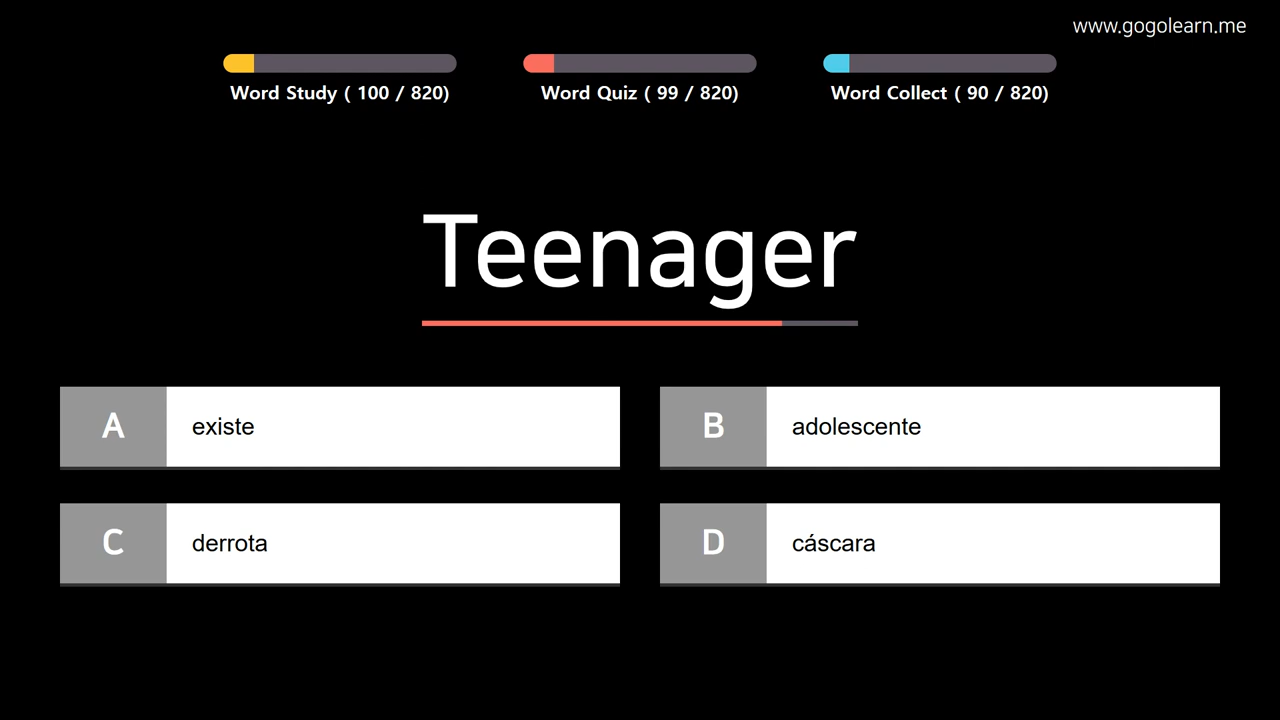 www.gogolearn.me
Word Study ( 100 / 820)
Word Quiz ( 99 / 820)
Word Collect ( 90 / 820)
Teenager
A existe
B adolescente
C derrota
D cáscara